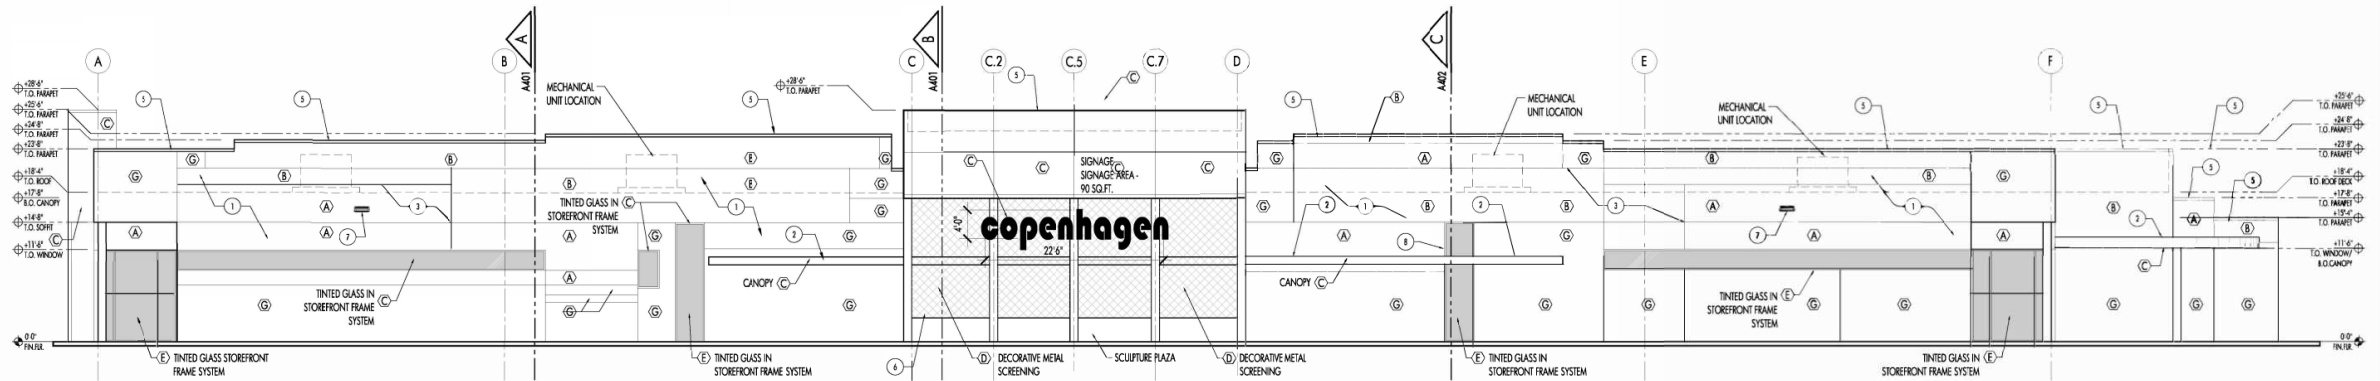 A
B
C
C.2
C.5
C.7
D
E
F
A
A401
B
A401
C
A402
+28'-6"
T.O. PARAPET
+25'-6"
T.O. PARAPET
+24'-8"
T.O. PARAPET
+23'-8"
T.O. PARAPET
+18'-4"
T.O. ROOF
+17'-8"
B.O. CANOPY
+14'-8"
T.O. SOFFIT
+11'-6"
T.O. WINDOW
0'-0"
FIN.FLR.
MECHANICAL
UNIT LOCATION
+28'-6"
T.O. PARAPET
MECHANICAL
UNIT LOCATION
MECHANICAL
UNIT LOCATION
SIGNAGE
SIGNAGE AREA -
90 SQ.FT.
copenhagen
4'-0"
22'6"
TINTED GLASS IN
STOREFRONT FRAME
SYSTEM
TINTED GLASS IN
STOREFRONT FRAME
SYSTEM
CANOPY
CANOPY
TINTED GLASS IN
STOREFRONT FRAME
SYSTEM
+25'-6"
T.O. PARAPET
+24'-8"
T.O. PARAPET
+23'-8"
T.O. PARAPET
+18'-4"
T.O. ROOF DECK
+17'-8"
T.O. PARAPET
+15'-4"
T.O. PARAPET
+11'-6"
T.O. WINDOW/
B.O.CANOPY
0'-0"
FIN.FLR.
E TINTED GLASS STOREFRONT
FRAME SYSTEM
E TINTED GLASS IN
STOREFRONT FRAME SYSTEM
6
D DECORATIVE METAL
SCREENING
SCULPTURE PLAZA
D DECORATIVE METAL
SCREENING
E TINTED GLASS IN
STOREFRONT FRAME SYSTEM
TINTED GLASS IN E
STOREFRONT FRAME SYSTEM